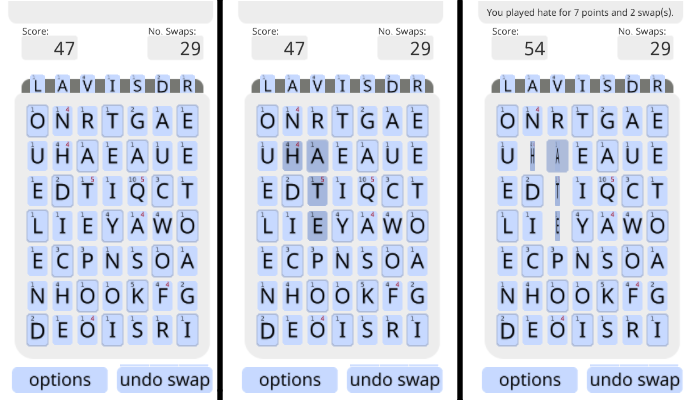 You played hate for 7 points and 2 swap(s).
Score: No. Swaps:
47 29
L A V I S D R
O N R T G A E
U H A E A U E
E D T I Q C T
L I E Y A W O
E C P N S O A
N H O O K F G
D E O I S R I
options undo swap
Score: No. Swaps:
47 29
L A V I S D R
O N R T G A E
U H A E A U E
E D T I Q C T
L I E Y A W O
E C P N S O A
N H O O K F G
D E O I S R I
options undo swap
Score: No. Swaps:
54 29
L A V I S D R
O N R T G A E
U H A E A U E
E D I I Q C T
L I E Y A W O
E C P N S O A
N H O O K F G
D E O I S R I
options undo swap